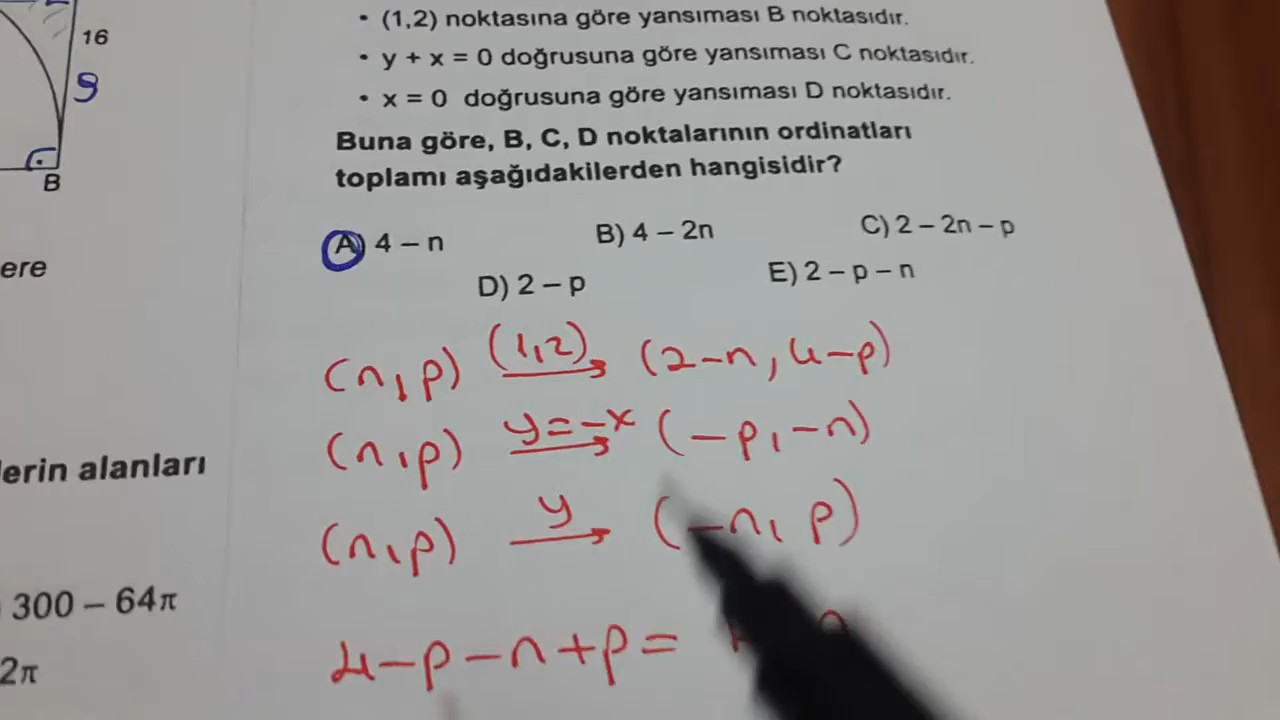 16
9
B
ere
lerin alanları
300 – 64π
2π
• (1,2) noktasına göre yansıması B noktasıdır.
• y + x = 0 doğrusuna göre yansıması C noktasıdır.
• x = 0 doğrusuna göre yansıması D noktasıdır.
Buna göre, B, C, D noktalarının ordinatları
toplamı aşağıdakilerden hangisidir?
A) 4 – n B) 4 – 2n C) 2 – 2n – p
D) 2 – p E) 2 – p – n
(n,p) (1,2) → (2-n, 4-p)
(n,p) y=-x → (-p,-n)
(n,p) y → (-n, p)
4-p-n+p=